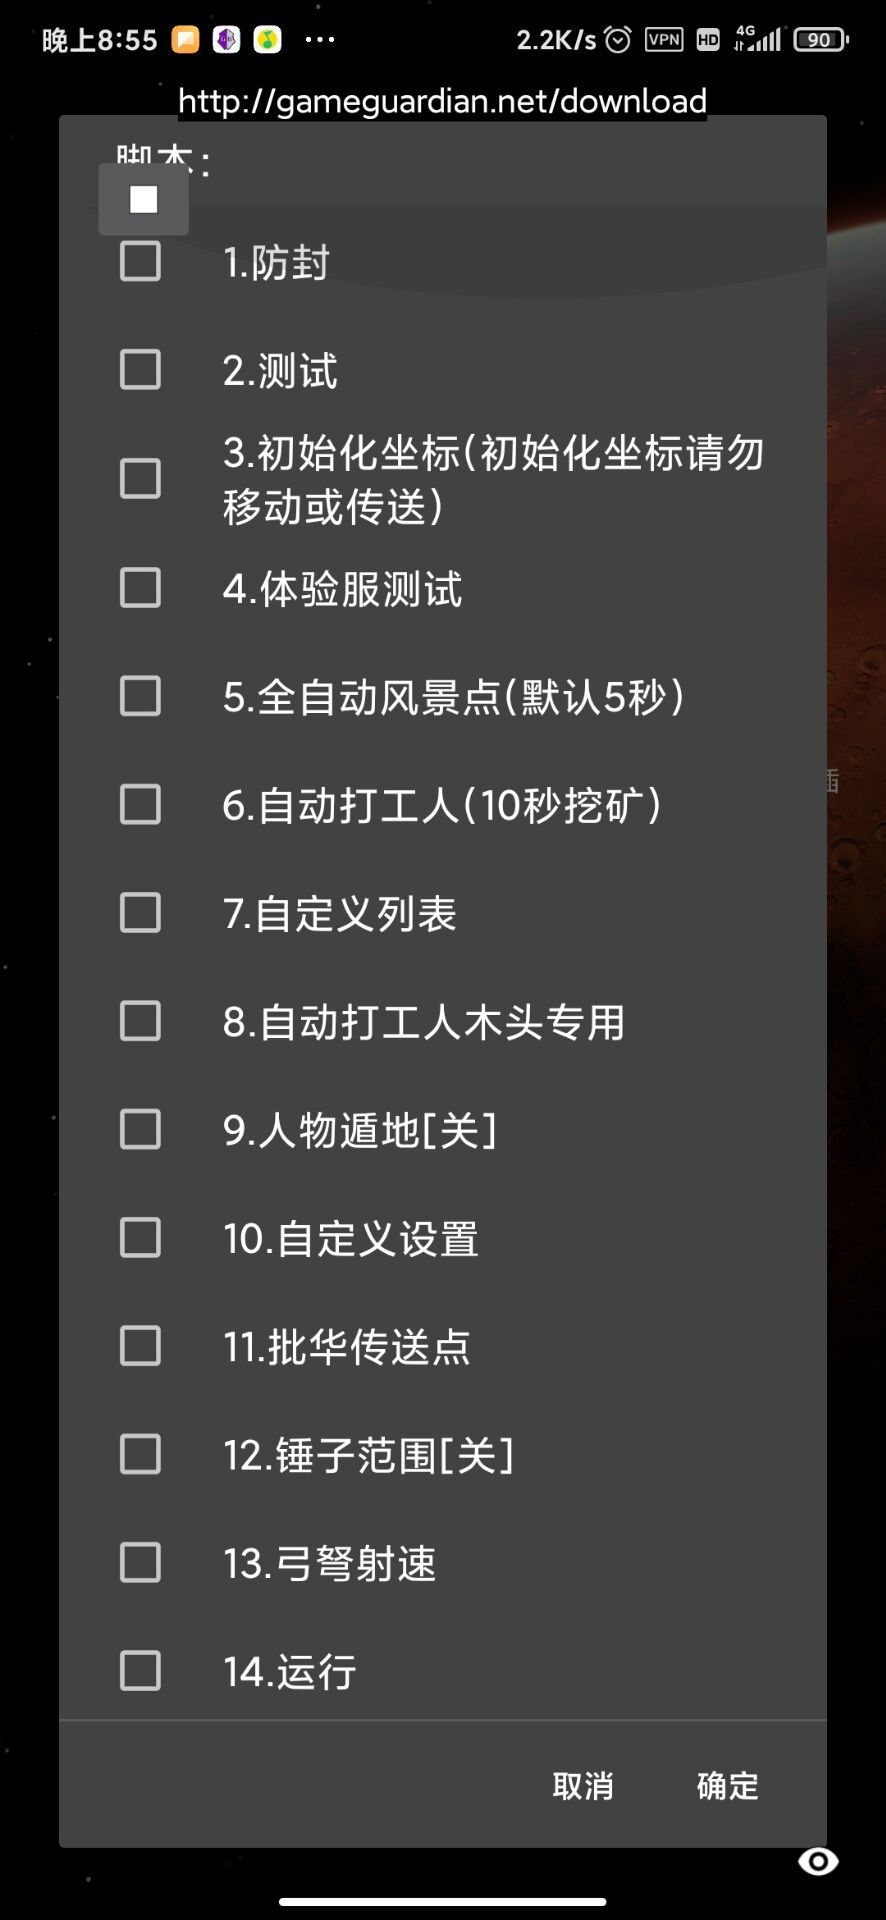 晚上8:55
2.2K/s
VPN
HD
4G
90
http://gameguardian.net/download
脚本:
1.防封
2.测试
3.初始化坐标(初始化坐标请勿
移动或传送)
4.体验服测试
5.全自动风景点(默认5秒)
6.自动打工人(10秒挖矿)
7.自定义列表
8.自动打工人木头专用
9.人物遁地[关]
10.自定义设置
11.批华传送点
12.锤子范围[关]
13.弓弩射速
14.运行
取消
确定